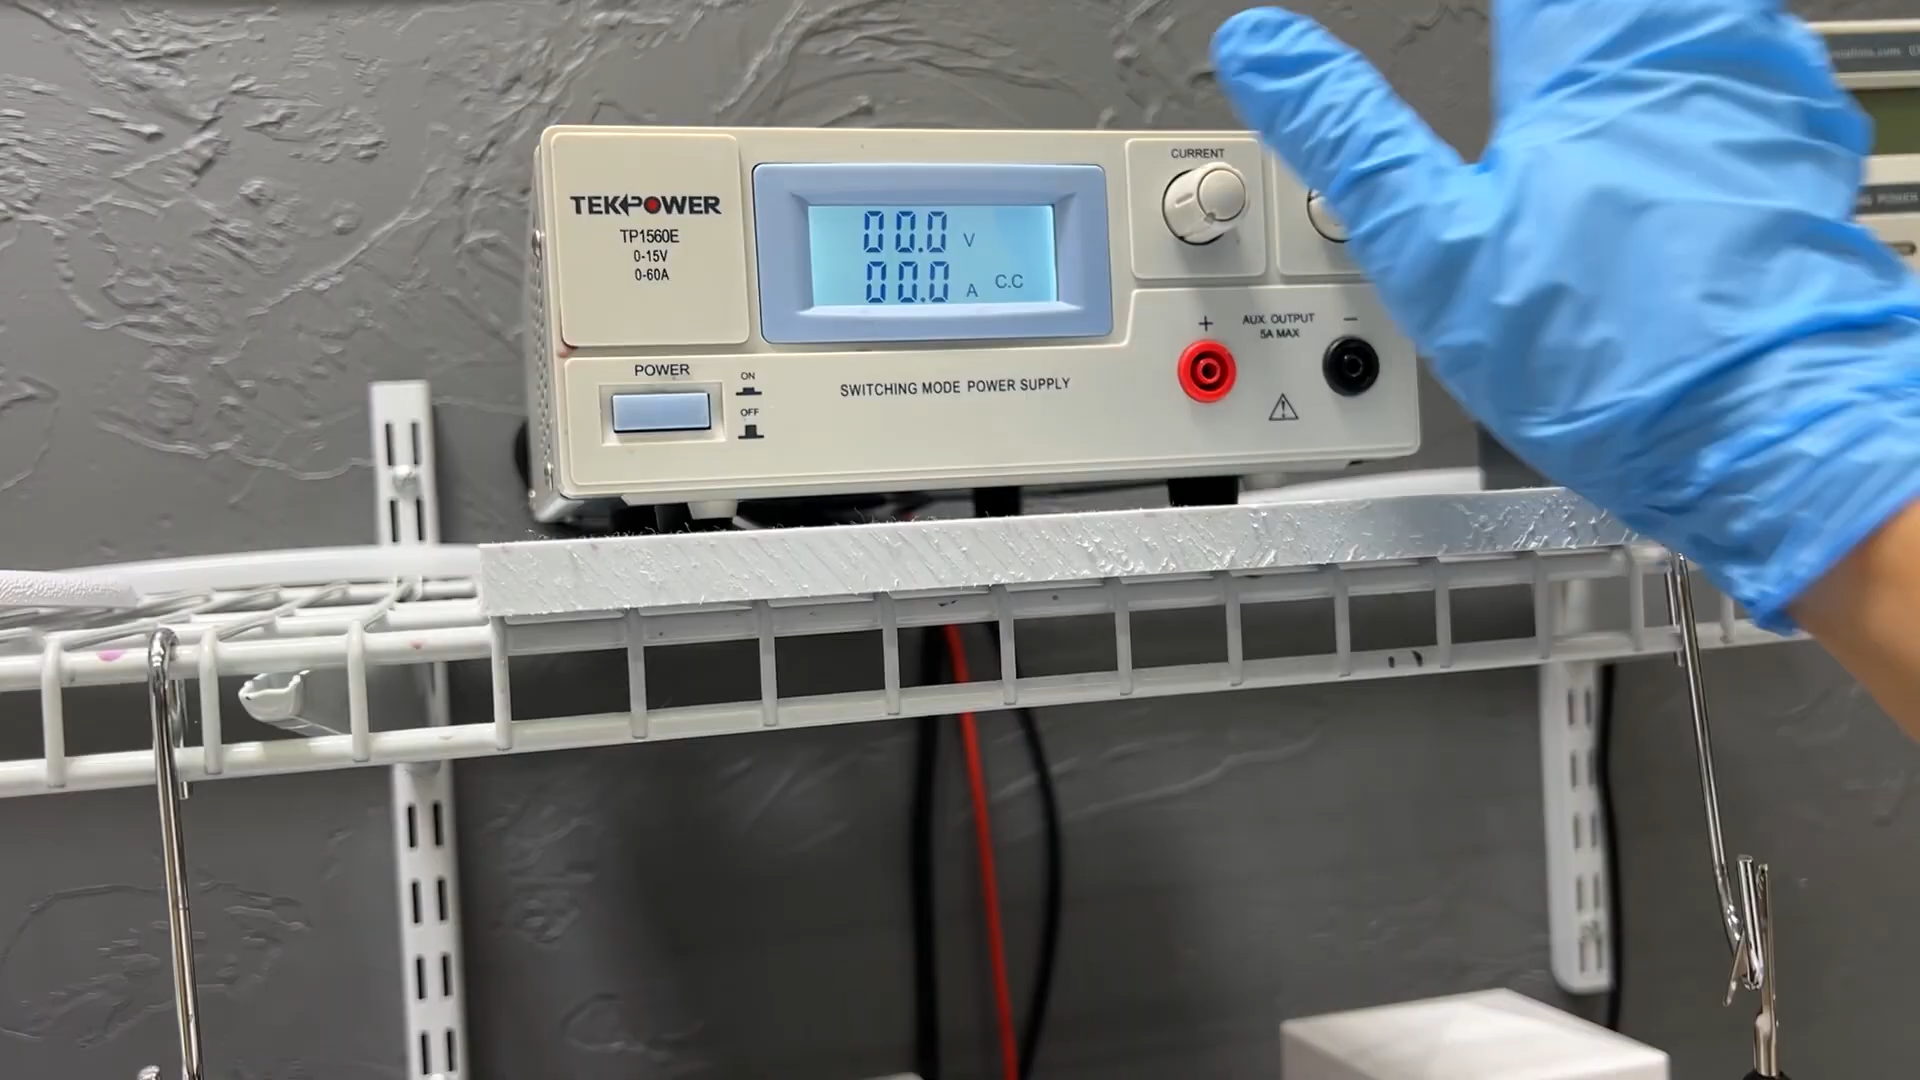 TEKPOWER
TP1560E
0-15V
0-60A
00.0 V
00.0 A C.C
CURRENT
+
AUX. OUTPUT
5A MAX
−
POWER
ON
OFF
SWITCHING MODE POWER SUPPLY
POWER